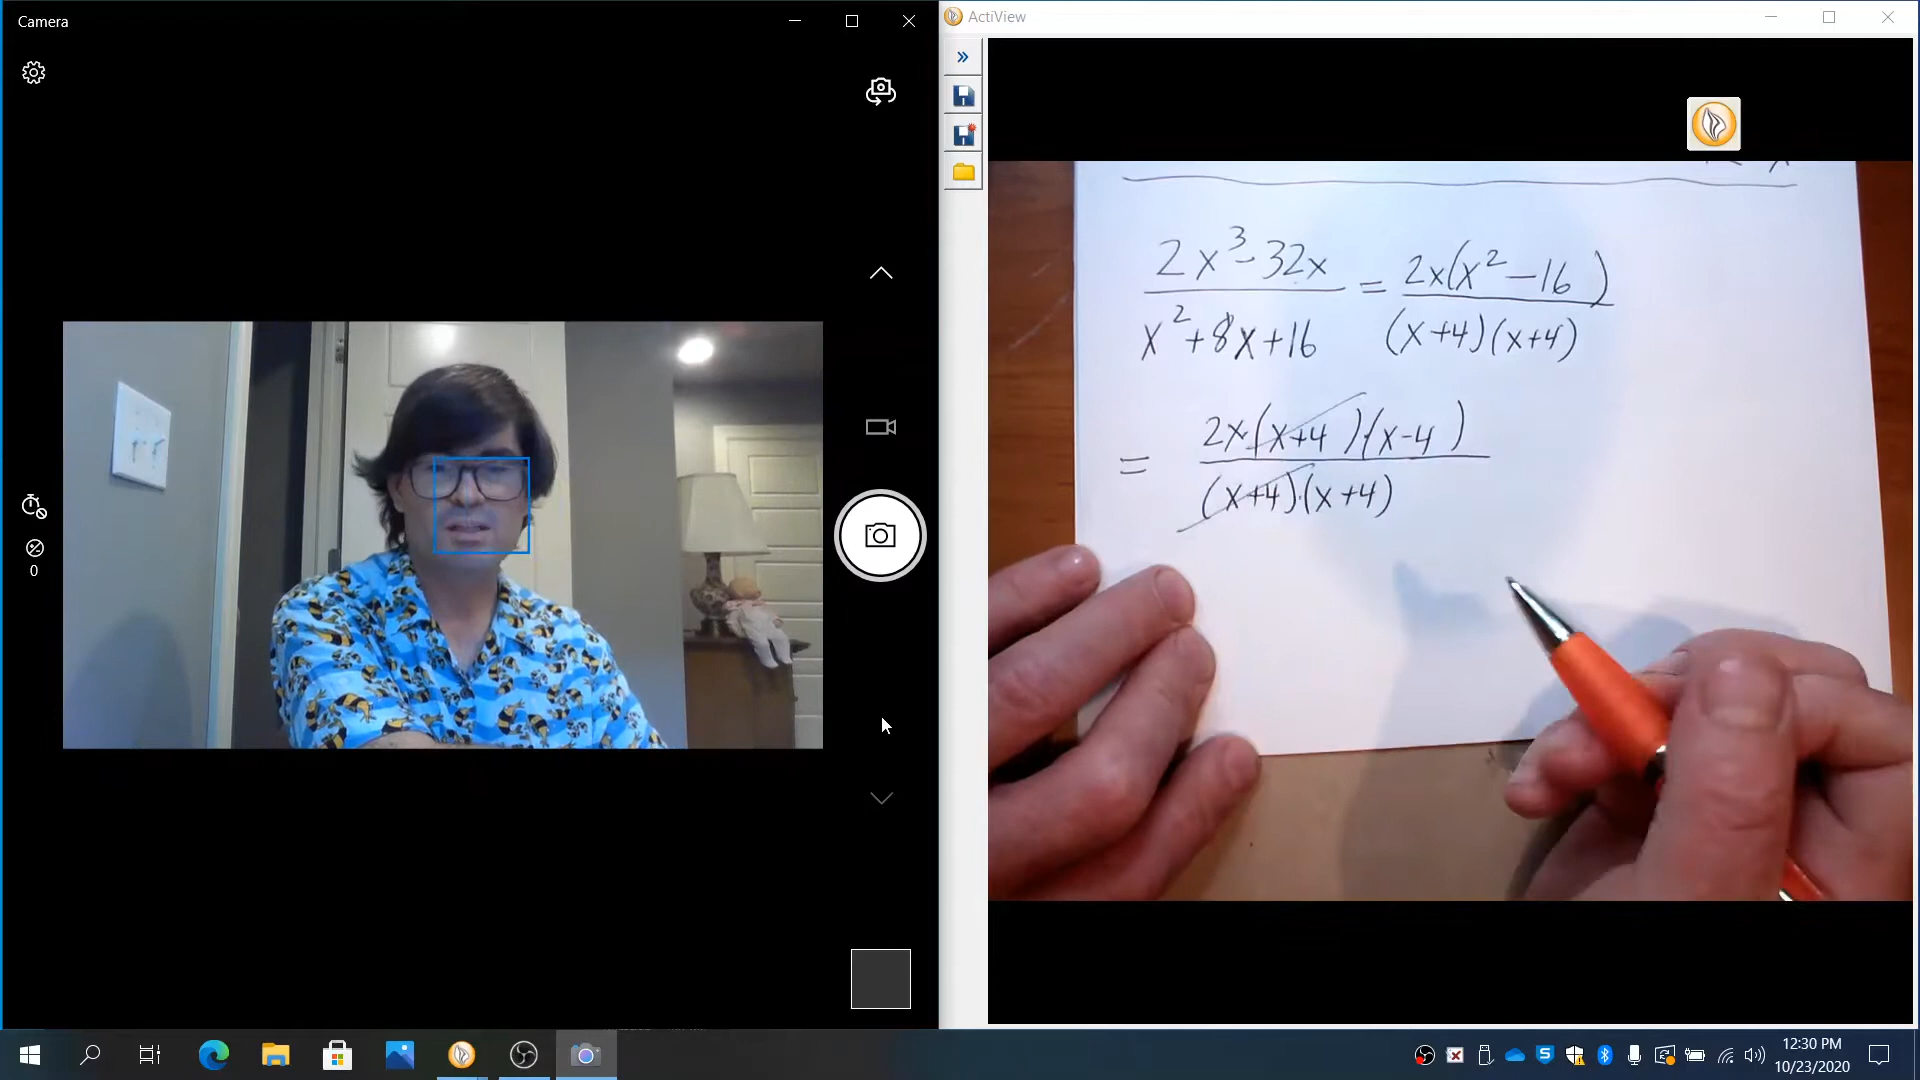 Camera
ActiView
2x³ - 32x / x² + 8x + 16 = 2x(x² - 16) / (x+4)(x+4)
= 2x·(x+4)·(x-4) / (x+4)·(x+4)
0
12:30 PM
10/23/2020